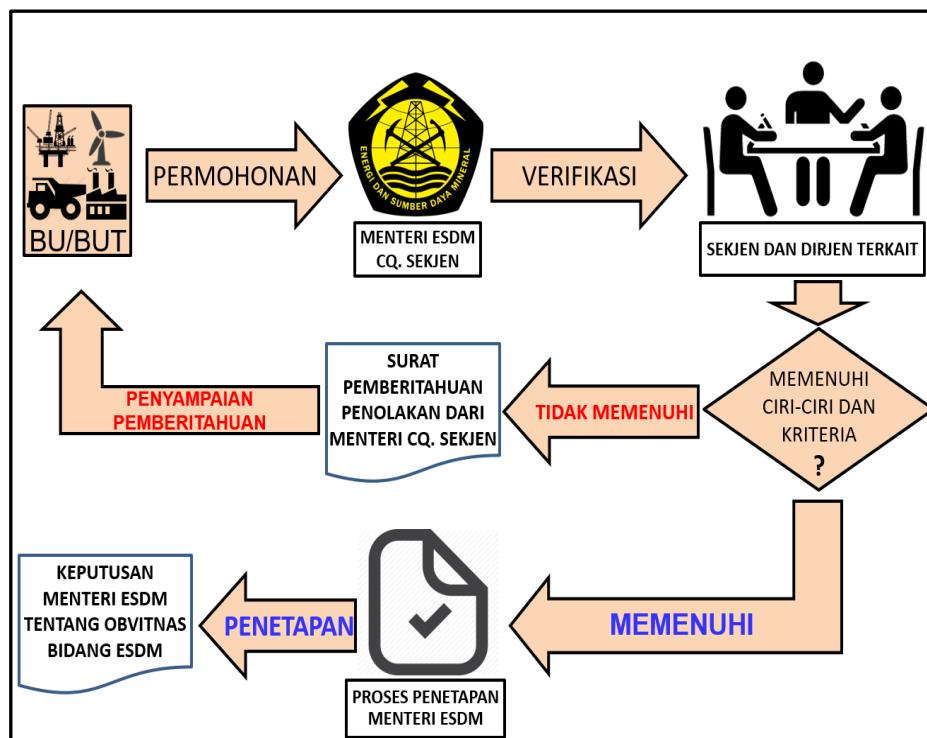 BU/BUT
PERMOHONAN
ENERGI DAN SUMBER DAYA MINERAL
MENTERI ESDM
CQ. SEKJEN
VERIFIKASI
SEKJEN DAN DIRJEN TERKAIT
MEMENUHI
CIRI-CIRI DAN
KRITERIA
?
TIDAK MEMENUHI
SURAT
PEMBERITAHUAN
PENOLAKAN DARI
MENTERI CQ. SEKJEN
PENYAMPAIAN
PEMBERITAHUAN
MEMENUHI
PROSES PENETAPAN
MENTERI ESDM
PENETAPAN
KEPUTUSAN
MENTERI ESDM
TENTANG OBVITNAS
BIDANG ESDM